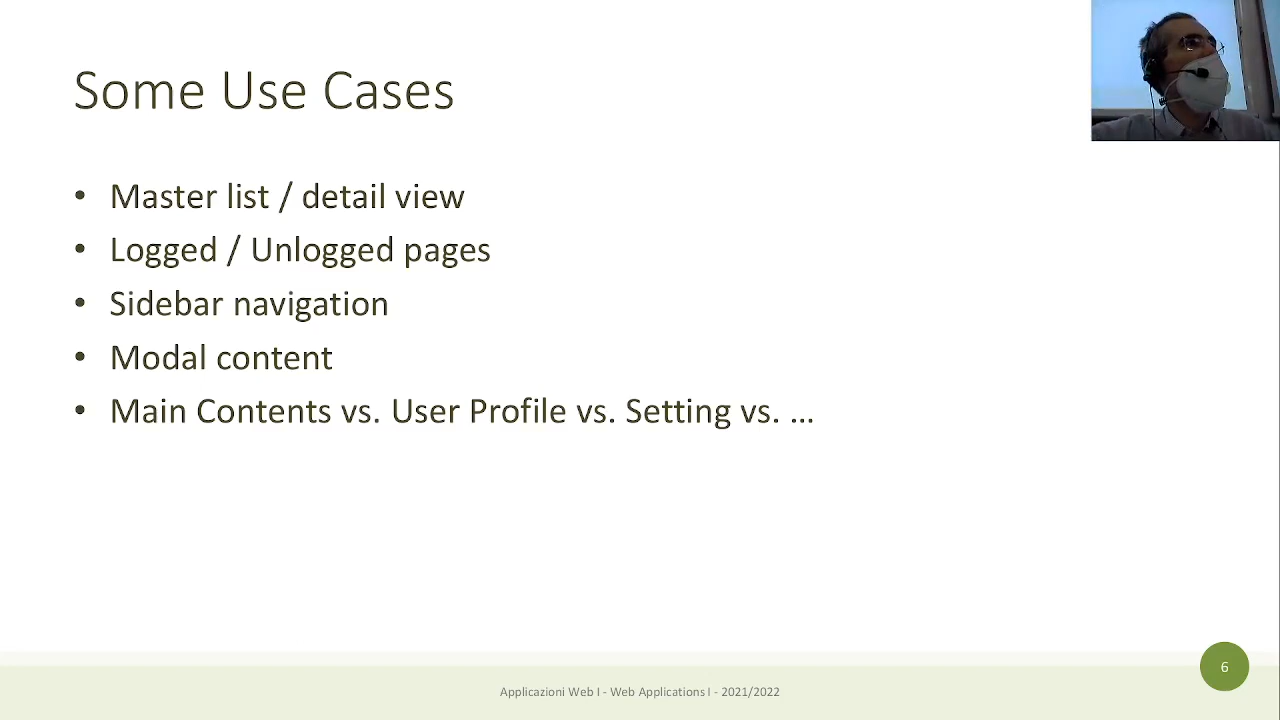 Some Use Cases
• Master list / detail view
• Logged / Unlogged pages
• Sidebar navigation
• Modal content
• Main Contents vs. User Profile vs. Setting vs. …
6
Applicazioni Web I - Web Applications I - 2021/2022